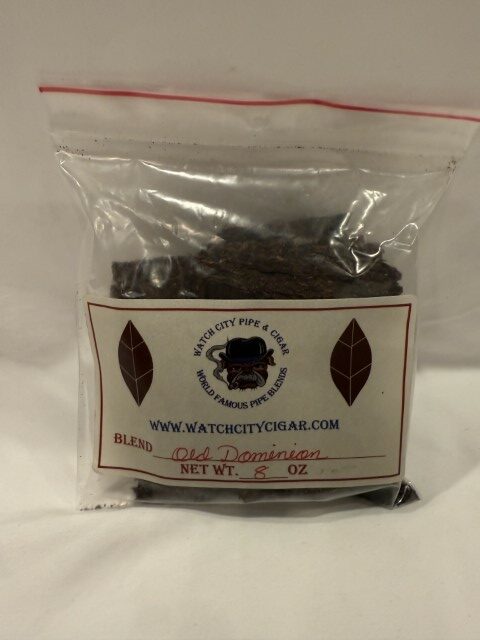 WATCH CITY PIPE & CIGAR
WORLD FAMOUS PIPE BLENDS
WWW.WATCHCITYCIGAR.COM
BLEND Old Dominion
NET WT. 8 OZ